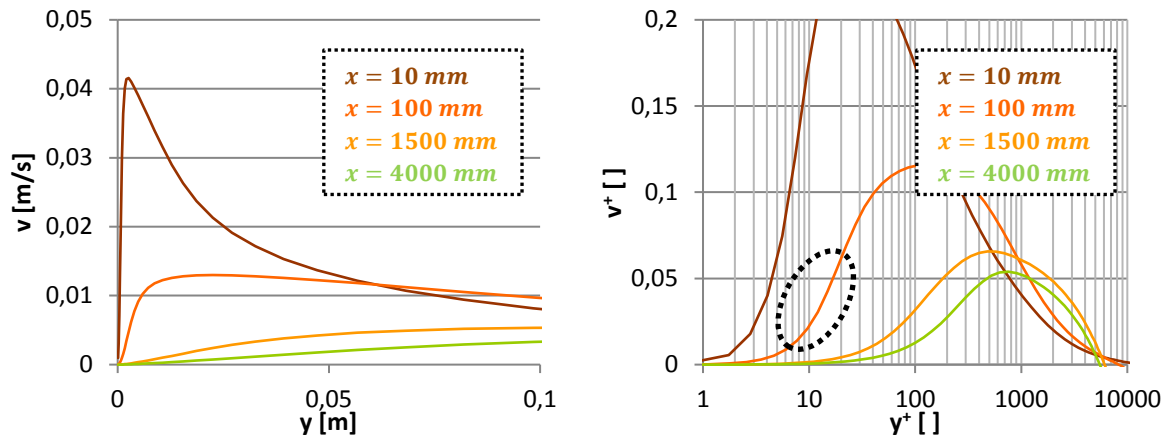 0,05
0,04
0,03
0,02
0,01
0
v [m/s]
x = 10 mm
x = 100 mm
x = 1500 mm
x = 4000 mm
0
0,05
0,1
y [m]
0,2
0,15
0,1
0,05
0
v⁺ [ ]
x = 10 mm
x = 100 mm
x = 1500 mm
x = 4000 mm
1
10
100
1000
10000
y⁺ [ ]